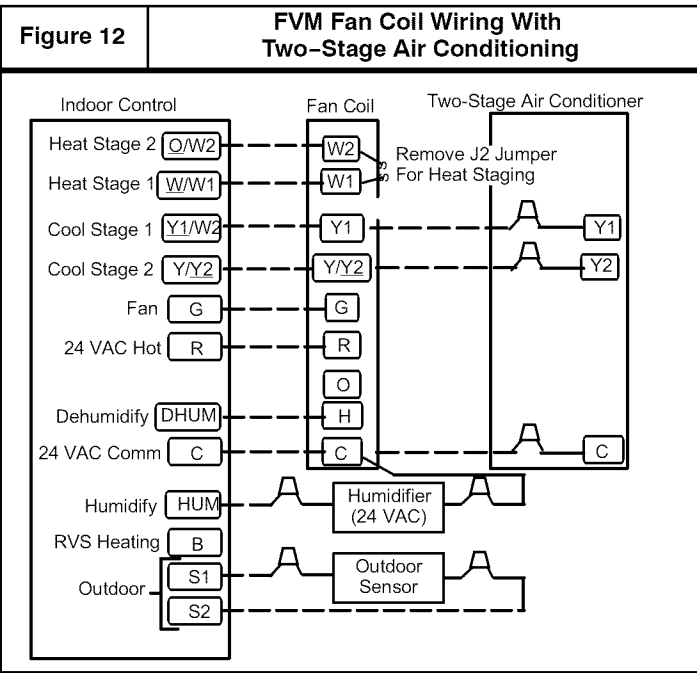 Figure 12
FVM Fan Coil Wiring With
Two-Stage Air Conditioning
Indoor Control
Fan Coil
Two-Stage Air Conditioner
Heat Stage 2 O/W2
W2
Remove J2 Jumper
For Heat Staging
Heat Stage 1 W/W1
W1
Cool Stage 1 Y1/W2
Y1
Y1
Cool Stage 2 Y/Y2
Y/Y2
Y2
Fan G
G
24 VAC Hot R
R
O
Dehumidify DHUM
H
24 VAC Comm C
C
C
Humidify HUM
Humidifier
(24 VAC)
RVS Heating B
Outdoor
S1
S2
Outdoor
Sensor